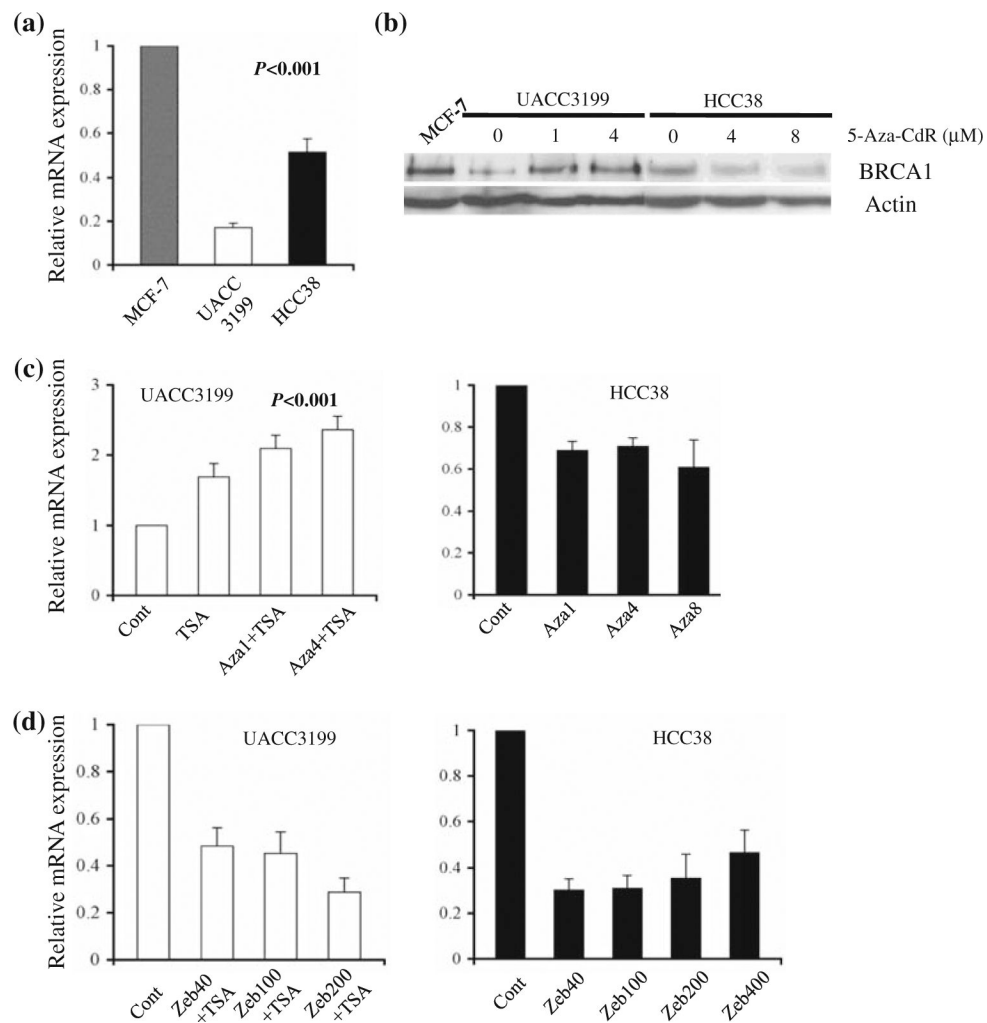 (a)
Relative mRNA expression
1
0.8
0.6
0.4
0.2
0
P<0.001
MCF-7
UACC
3199
HCC38
(b)
MCF-7
UACC3199
HCC38
0 1 4 0 4 8 5-Aza-CdR (µM)
BRCA1
Actin
(c)
Relative mRNA expression
3
2
1
0
UACC3199
P<0.001
Cont
TSA
Aza1+TSA
Aza4+TSA
1
0.8
0.6
0.4
0.2
0
HCC38
Cont
Aza1
Aza4
Aza8
(d)
Relative mRNA expression
1
0.8
0.6
0.4
0.2
0
UACC3199
Cont
Zeb40
+TSA
Zeb100
+TSA
Zeb200
+TSA
1
0.8
0.6
0.4
0.2
0
HCC38
Cont
Zeb40
Zeb100
Zeb200
Zeb400